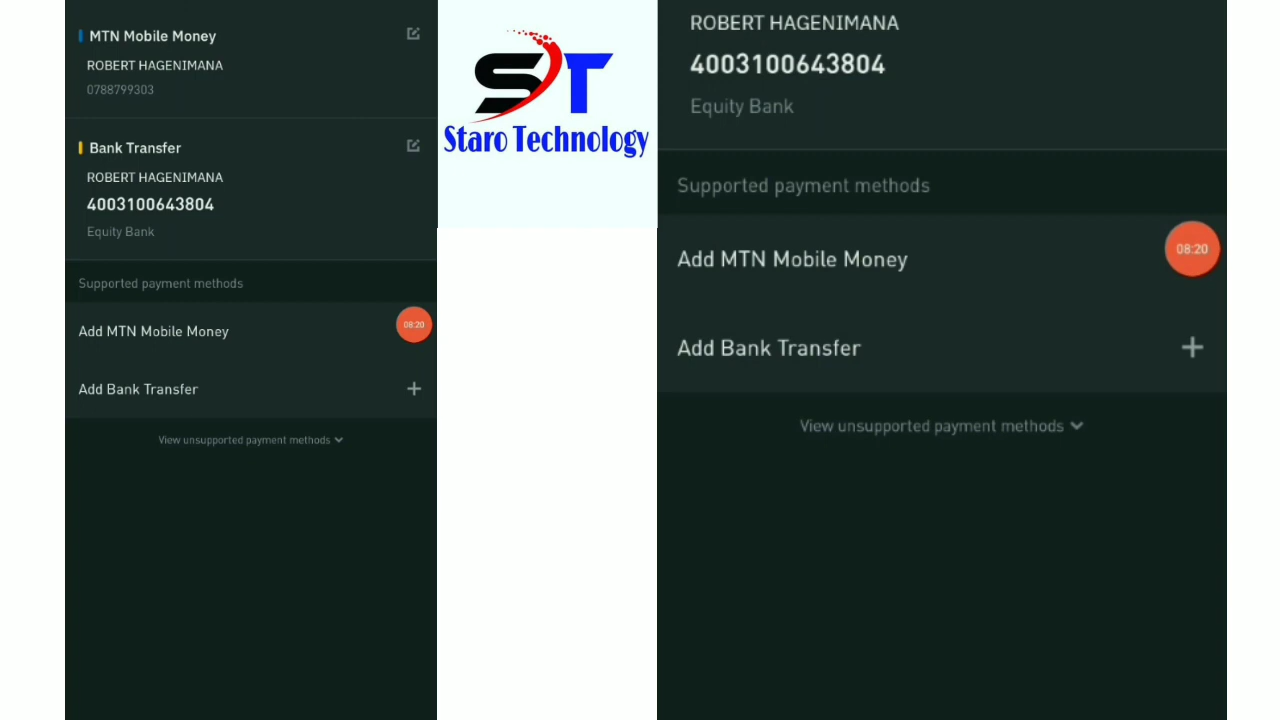 MTN Mobile Money
ROBERT HAGENIMANA
0788799303
Bank Transfer
ROBERT HAGENIMANA
4003100643804
Equity Bank
Supported payment methods
Add MTN Mobile Money
08:20
Add Bank Transfer
View unsupported payment methods
ST
Staro Technology
ROBERT HAGENIMANA
4003100643804
Equity Bank
Supported payment methods
Add MTN Mobile Money
08:20
Add Bank Transfer
View unsupported payment methods